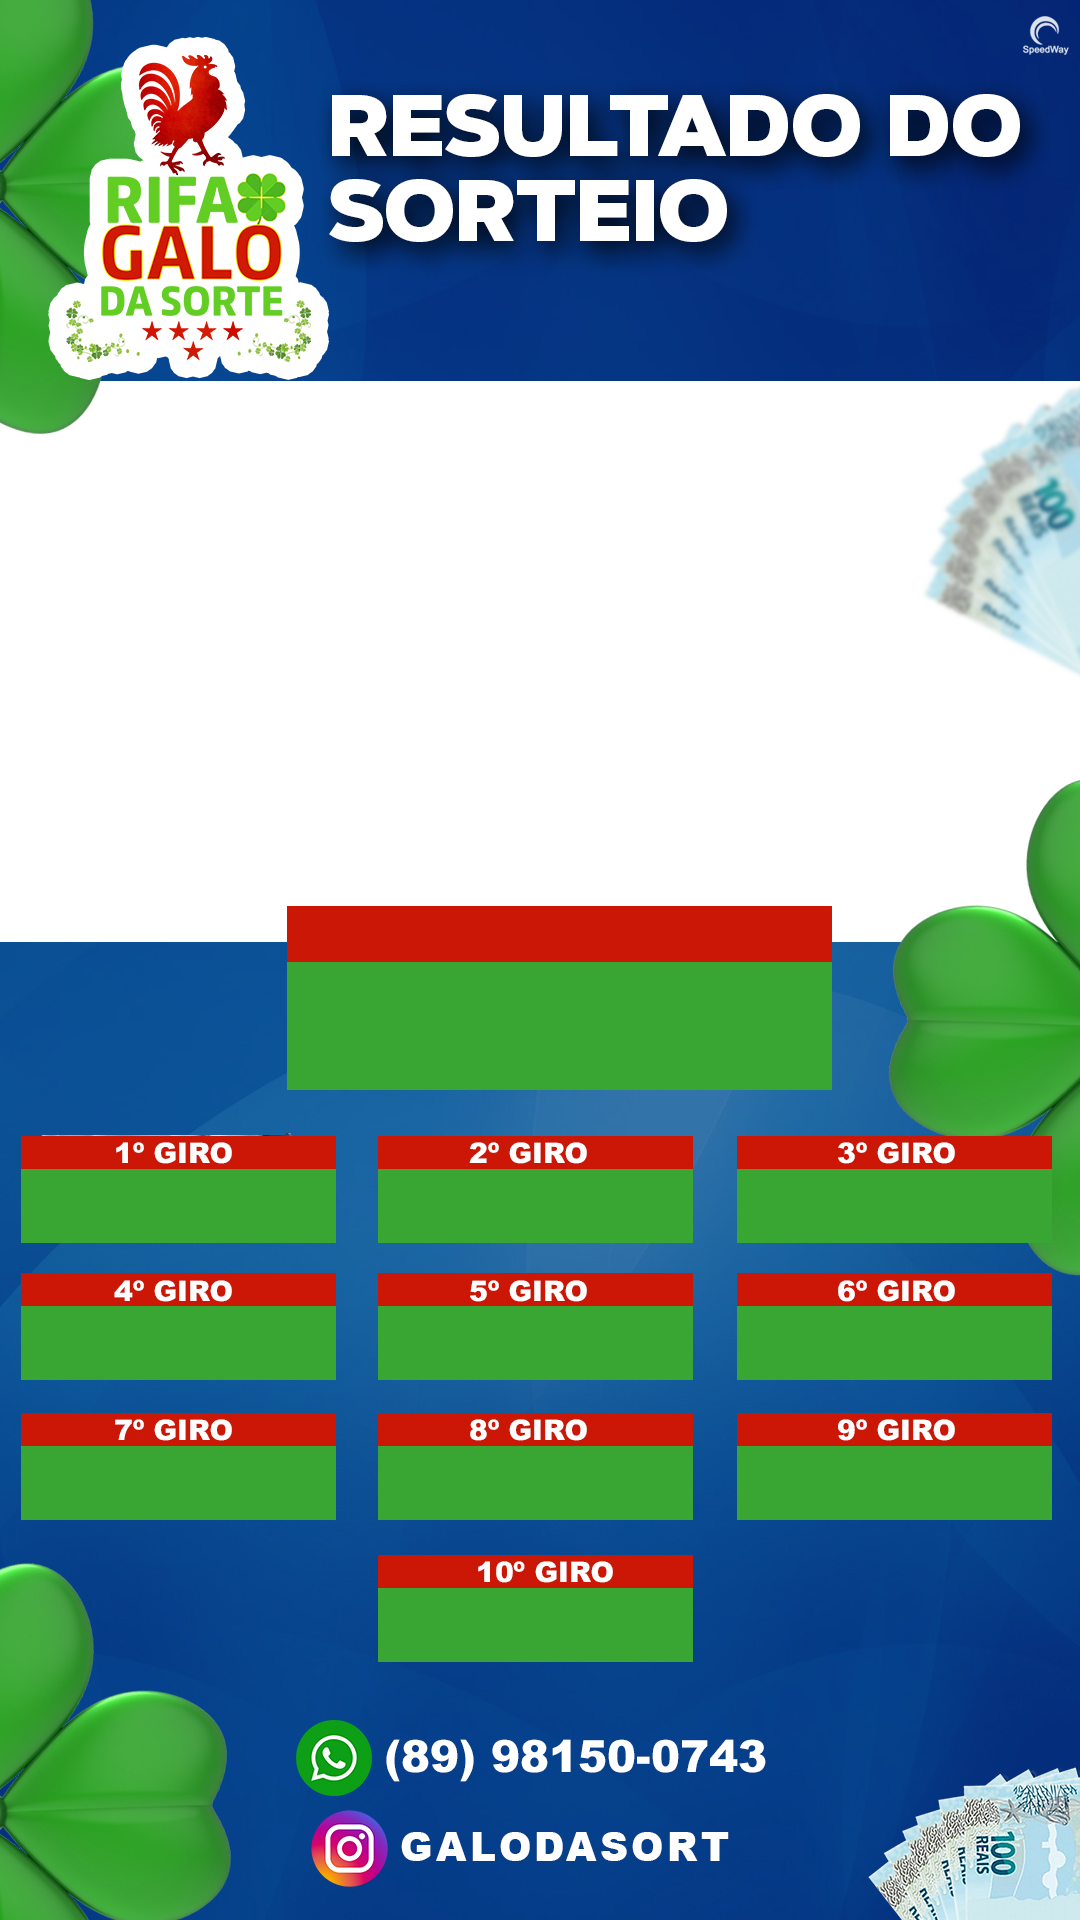 SpeedWay
RESULTADO DO
SORTEIO
RIFA
GALO
DA SORTE
100
REAIS
1º GIRO
2º GIRO
3º GIRO
4º GIRO
5º GIRO
6º GIRO
7º GIRO
8º GIRO
9º GIRO
10º GIRO
(89) 98150-0743
GALODASORT
100
REAIS